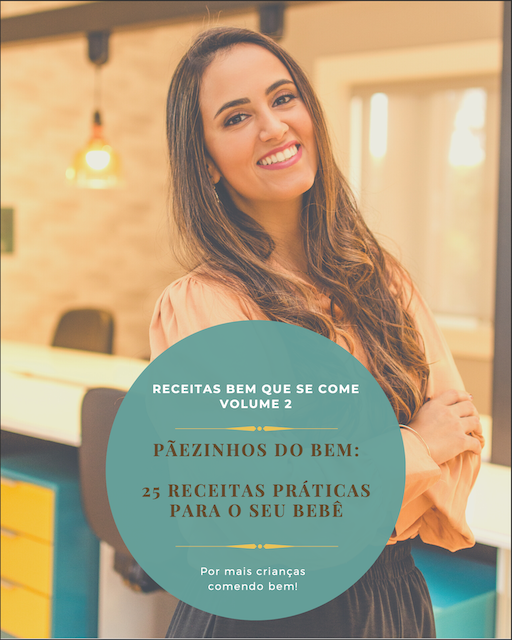 RECEITAS BEM QUE SE COME
VOLUME 2
PÃEZINHOS DO BEM:
25 RECEITAS PRÁTICAS
PARA O SEU BEBÊ
Por mais crianças
comendo bem!